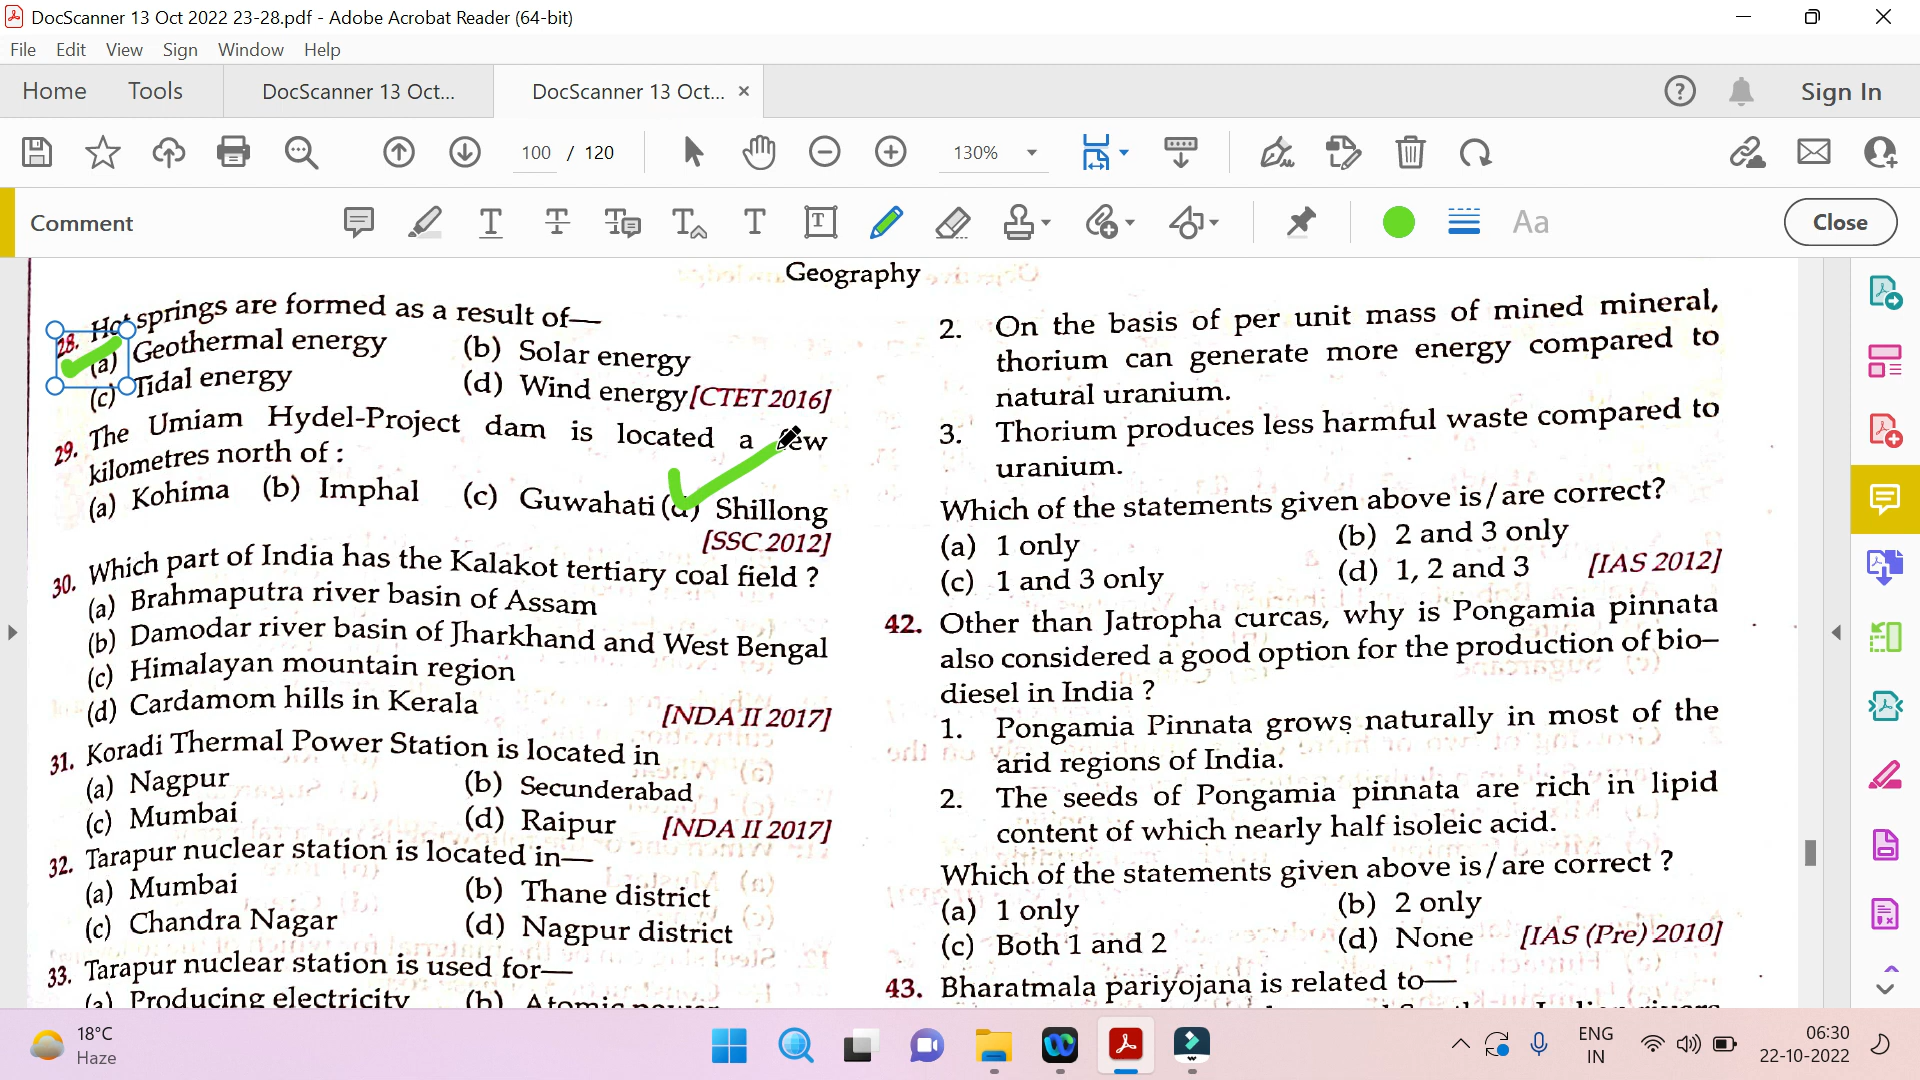 DocScanner 13 Oct 2022 23-28.pdf - Adobe Acrobat Reader (64-bit)
File Edit View Sign Window Help
Home Tools DocScanner 13 Oct... DocScanner 13 Oct... × Sign In
100 / 120 130%
Comment Aa Close
Geography
28. Hot springs are formed as a result of—
(a) Geothermal energy (b) Solar energy
(c) Tidal energy (d) Wind energy [CTET 2016]
29. The Umiam Hydel-Project dam is located a few
kilometres north of :
(a) Kohima (b) Imphal (c) Guwahati (d) Shillong
[SSC 2012]
30. Which part of India has the Kalakot tertiary coal field ?
(a) Brahmaputra river basin of Assam
(b) Damodar river basin of Jharkhand and West Bengal
(c) Himalayan mountain region
(d) Cardamom hills in Kerala [NDA II 2017]
31. Koradi Thermal Power Station is located in
(a) Nagpur (b) Secunderabad
(c) Mumbai (d) Raipur [NDA II 2017]
32. Tarapur nuclear station is located in—
(a) Mumbai (b) Thane district
(c) Chandra Nagar (d) Nagpur district
33. Tarapur nuclear station is used for—
(a) Producing electricity (b) Atomic power
2. On the basis of per unit mass of mined mineral,
thorium can generate more energy compared to
natural uranium.
3. Thorium produces less harmful waste compared to
uranium.
Which of the statements given above is/are correct?
(a) 1 only (b) 2 and 3 only
(c) 1 and 3 only (d) 1, 2 and 3 [IAS 2012]
42. Other than Jatropha curcas, why is Pongamia pinnata
also considered a good option for the production of bio-
diesel in India ?
1. Pongamia Pinnata grows naturally in most of the
arid regions of India.
2. The seeds of Pongamia pinnata are rich in lipid
content of which nearly half isoleic acid.
Which of the statements given above is/are correct ?
(a) 1 only (b) 2 only
(c) Both 1 and 2 (d) None [IAS (Pre) 2010]
43. Bharatmala pariyojana is related to—
18°C
Haze
ENG
IN
06:30
22-10-2022